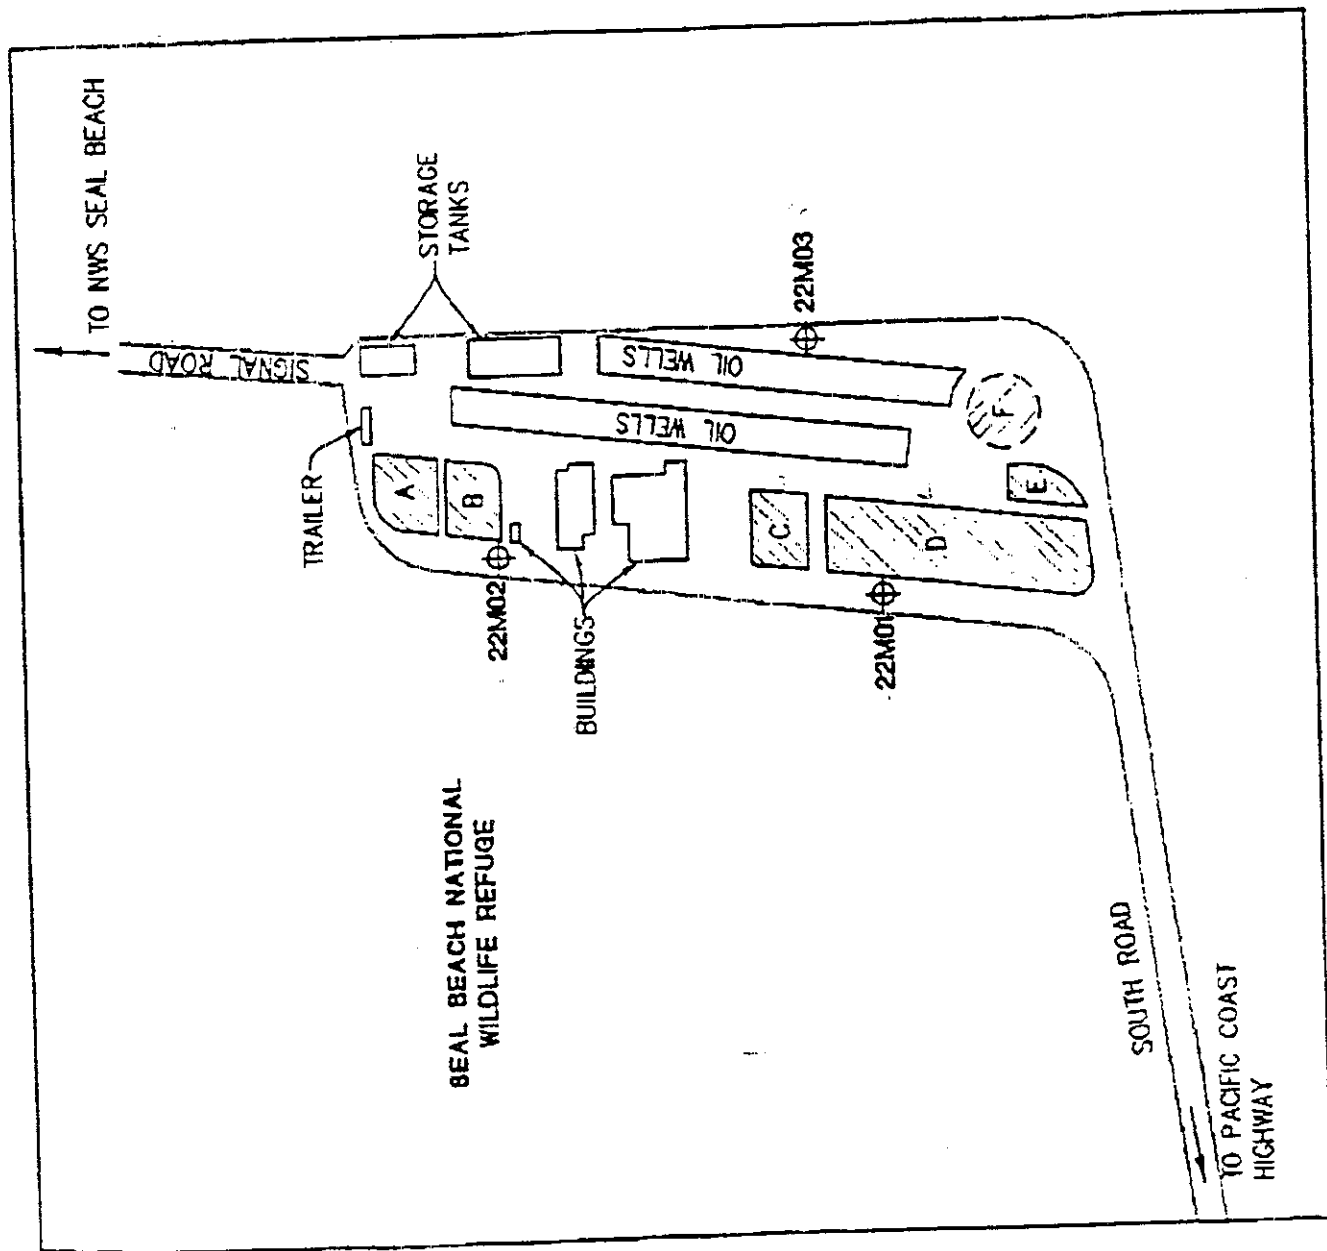 TO NWS SEAL BEACH
SIGNAL ROAD
STORAGE
TANKS
TRAILER
A
B
OIL WELLS
OIL WELLS
22M03
22M02
BUILDINGS
C
D
E
F
22M01
SEAL BEACH NATIONAL
WILDLIFE REFUGE
SOUTH ROAD
TO PACIFIC COAST
HIGHWAY